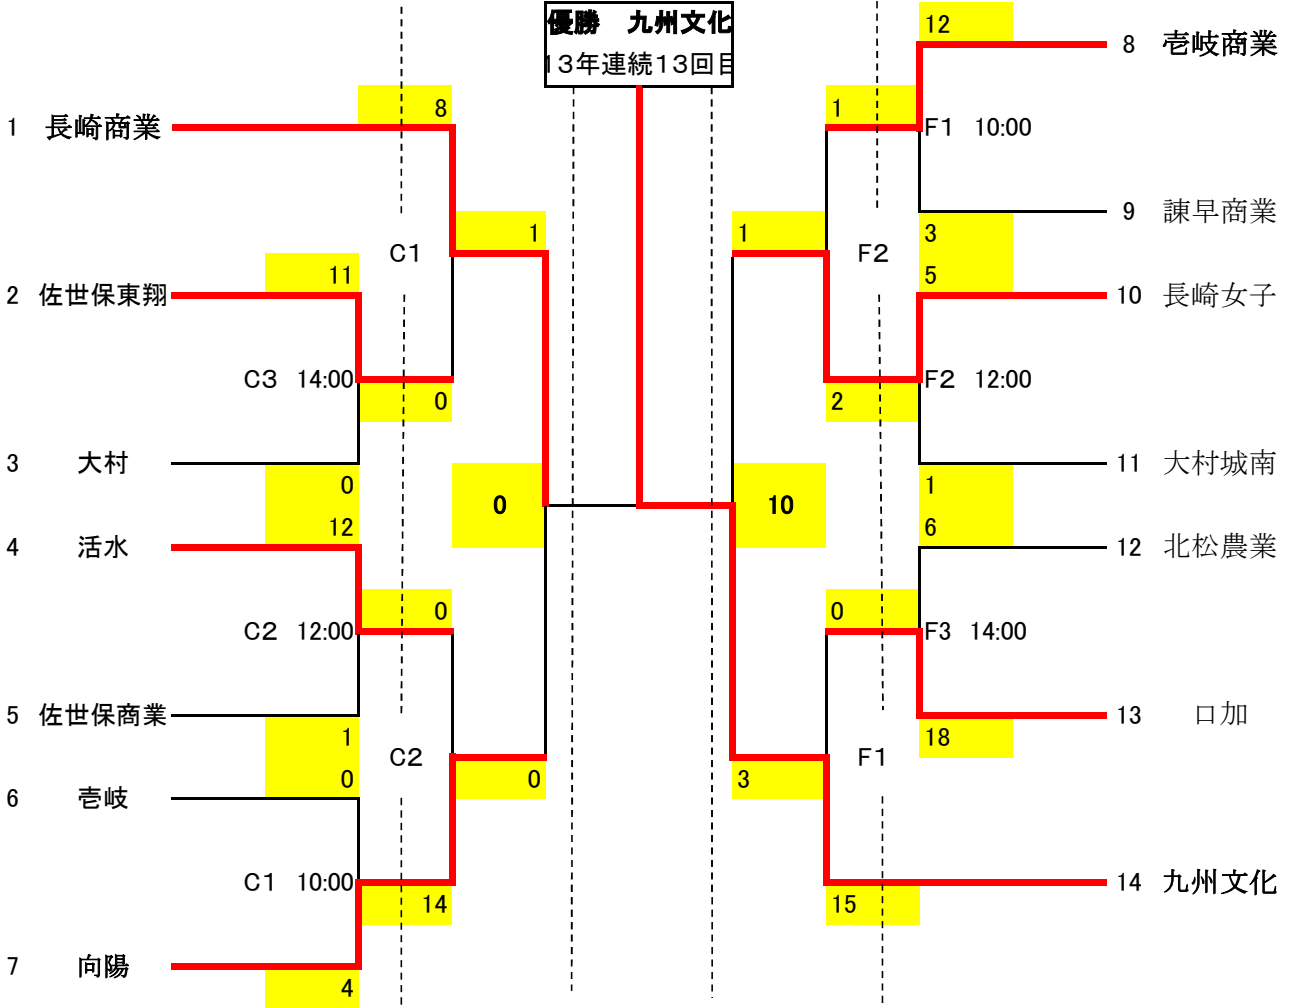 優勝　九州文化
13年連続13回目
1 長崎商業
8
C1
1
2 佐世保東翔
11
C3 14:00
0
3 大村
0
0
4 活水
12
C2 12:00
0
5 佐世保商業
1
C2
0
6 壱岐
0
C1 10:00
14
7 向陽
4
12
8 壱岐商業
1
F1 10:00
9 諫早商業
3
1
F2
5
10 長崎女子
F2 12:00
2
11 大村城南
1
10
6
12 北松農業
0
F3 14:00
13 口加
18
F1
3
14 九州文化
15